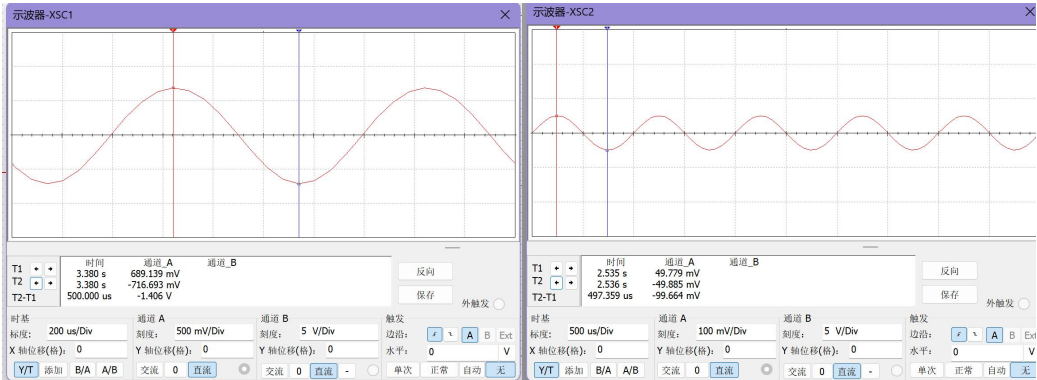 示波器-XSC1
时间 通道_A 通道_B
T1 3.380 s 689.139 mV
T2 3.380 s -716.693 mV
T2-T1 500.000 us -1.406 V
反向
保存
外触发
时基 通道 A 通道 B 触发
标度: 200 us/Div 刻度: 500 mV/Div 刻度: 5 V/Div 边沿: A B Ext
X 轴位移(格): 0 Y 轴位移(格): 0 Y 轴位移(格): 0 水平: 0 V
Y/T 添加 B/A A/B 交流 0 直流 交流 0 直流 - 单次 正常 自动 无
示波器-XSC2
时间 通道_A 通道_B
T1 2.535 s 49.779 mV
T2 2.536 s -49.885 mV
T2-T1 497.359 us -99.664 mV
反向
保存
外触发
时基 通道 A 通道 B 触发
标度: 500 us/Div 刻度: 100 mV/Div 刻度: 5 V/Div 边沿: A B Ext
X 轴位移(格): 0 Y 轴位移(格): 0 Y 轴位移(格): 0 水平: 0 V
Y/T 添加 B/A A/B 交流 0 直流 交流 0 直流 - 单次 正常 自动 无